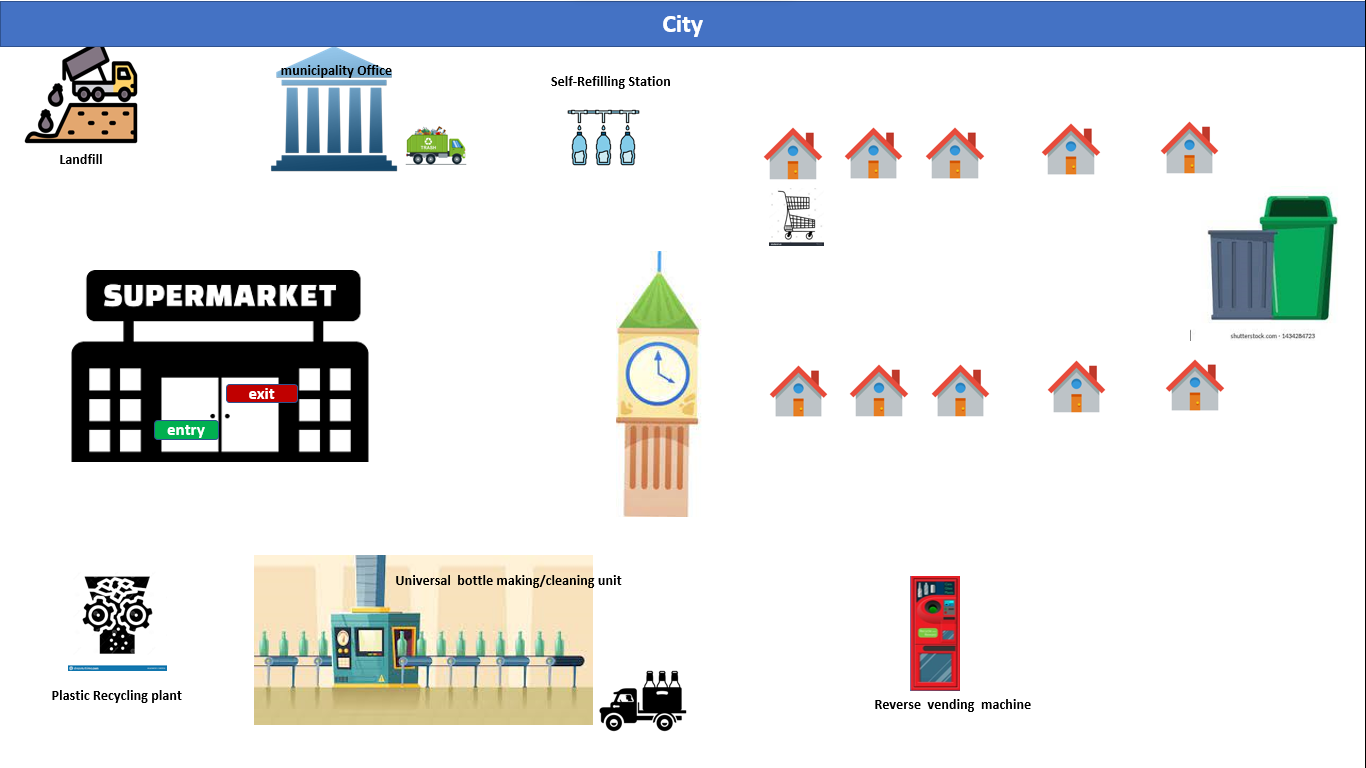 City
municipality Office
Self-Refilling Station
TRASH
Landfill
shutterstock.com · 1434284723
SUPERMARKET
exit
entry
Universal bottle making/cleaning unit
Plastic Recycling plant
Reverse vending machine